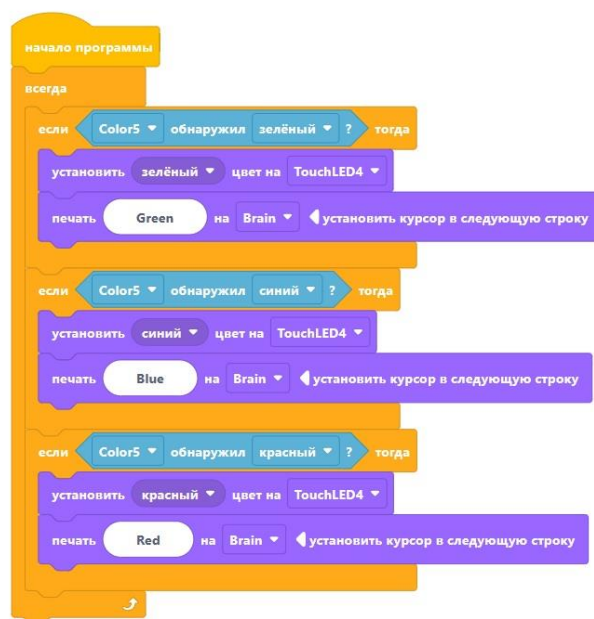 начало программы
всегда
если Color5 обнаружил зелёный ? тогда
установить зелёный цвет на TouchLED4
печать Green на Brain установить курсор в следующую строку
если Color5 обнаружил синий ? тогда
установить синий цвет на TouchLED4
печать Blue на Brain установить курсор в следующую строку
если Color5 обнаружил красный ? тогда
установить красный цвет на TouchLED4
печать Red на Brain установить курсор в следующую строку